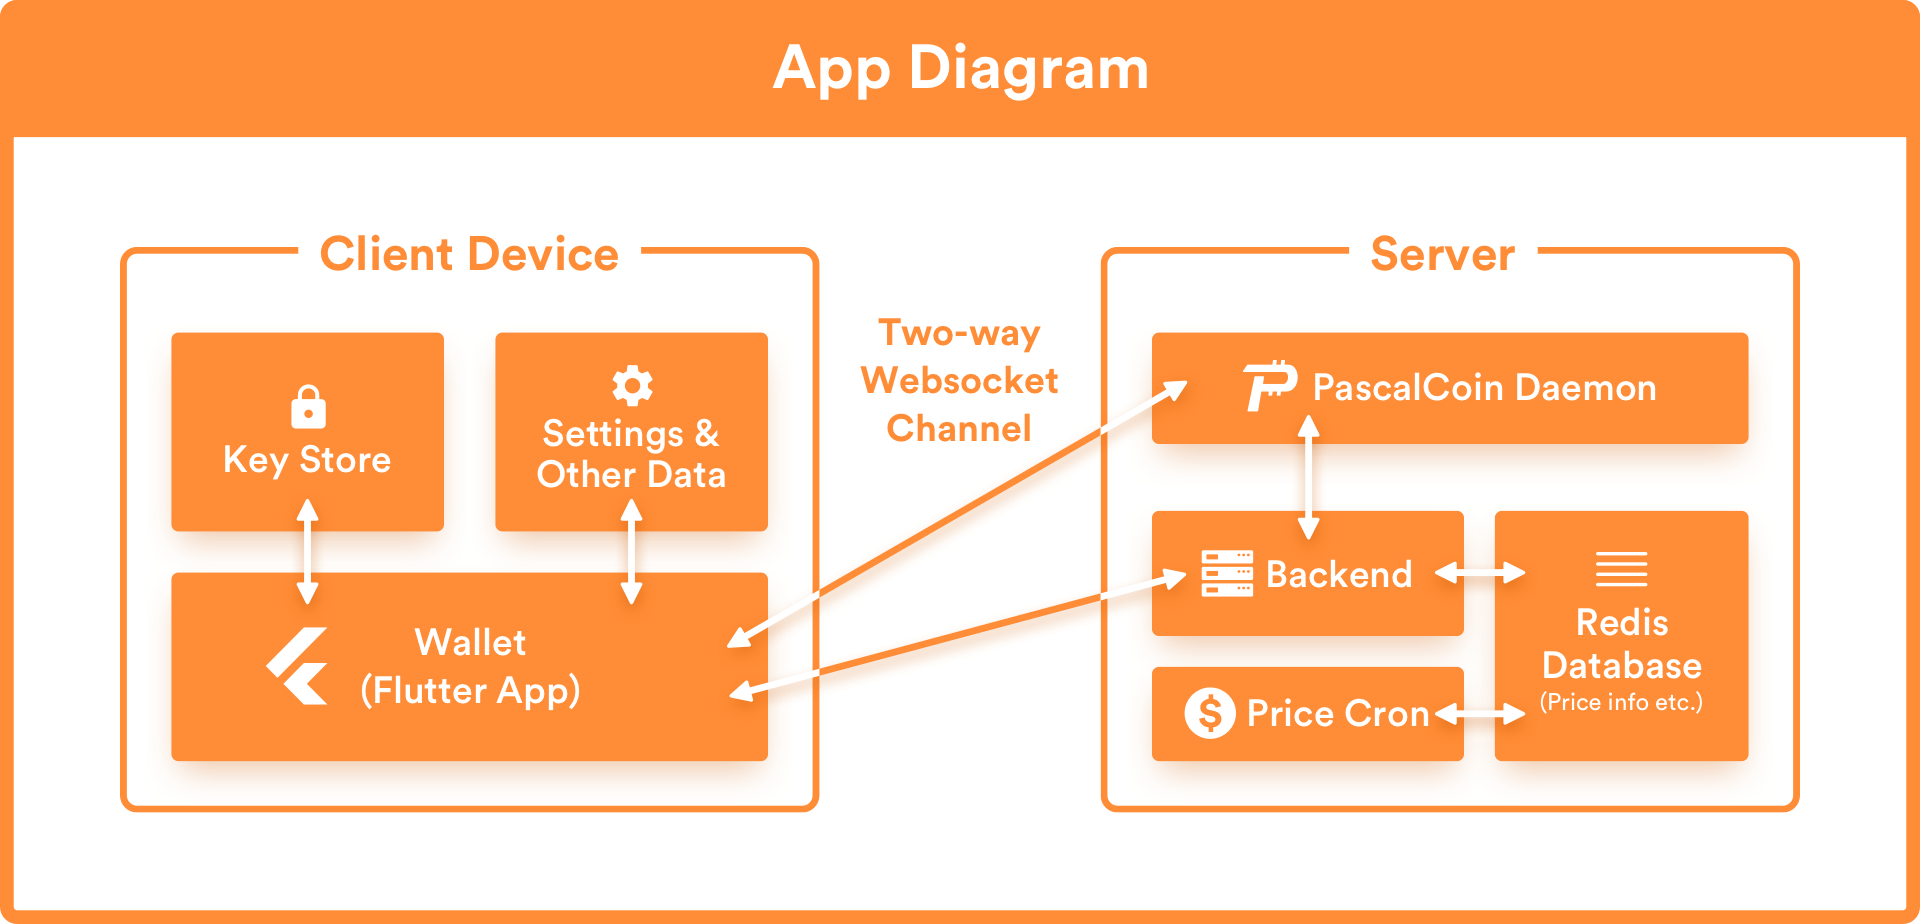 App Diagram
Client Device
Key Store
Settings &
Other Data
Wallet
(Flutter App)
Two-way
Websocket
Channel
Server
PascalCoin Daemon
Backend
Price Cron
Redis
Database
(Price info etc.)